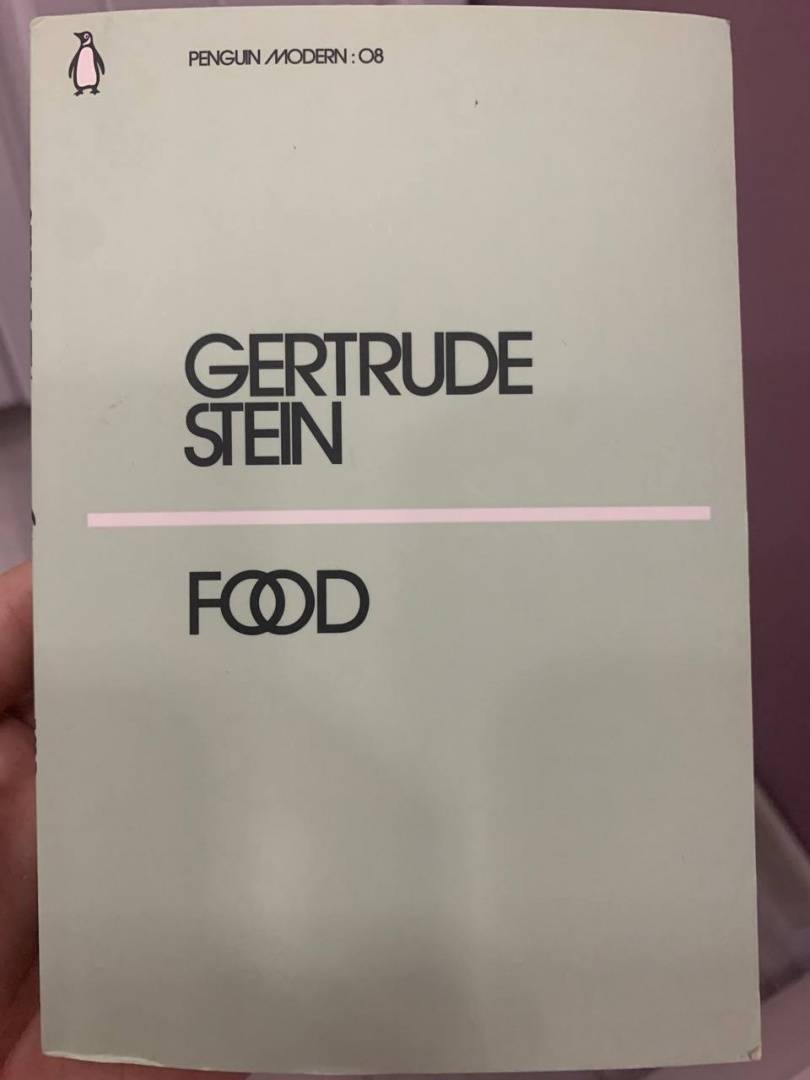 PENGUIN MODERN : 08
GERTRUDE
STEIN
FOOD